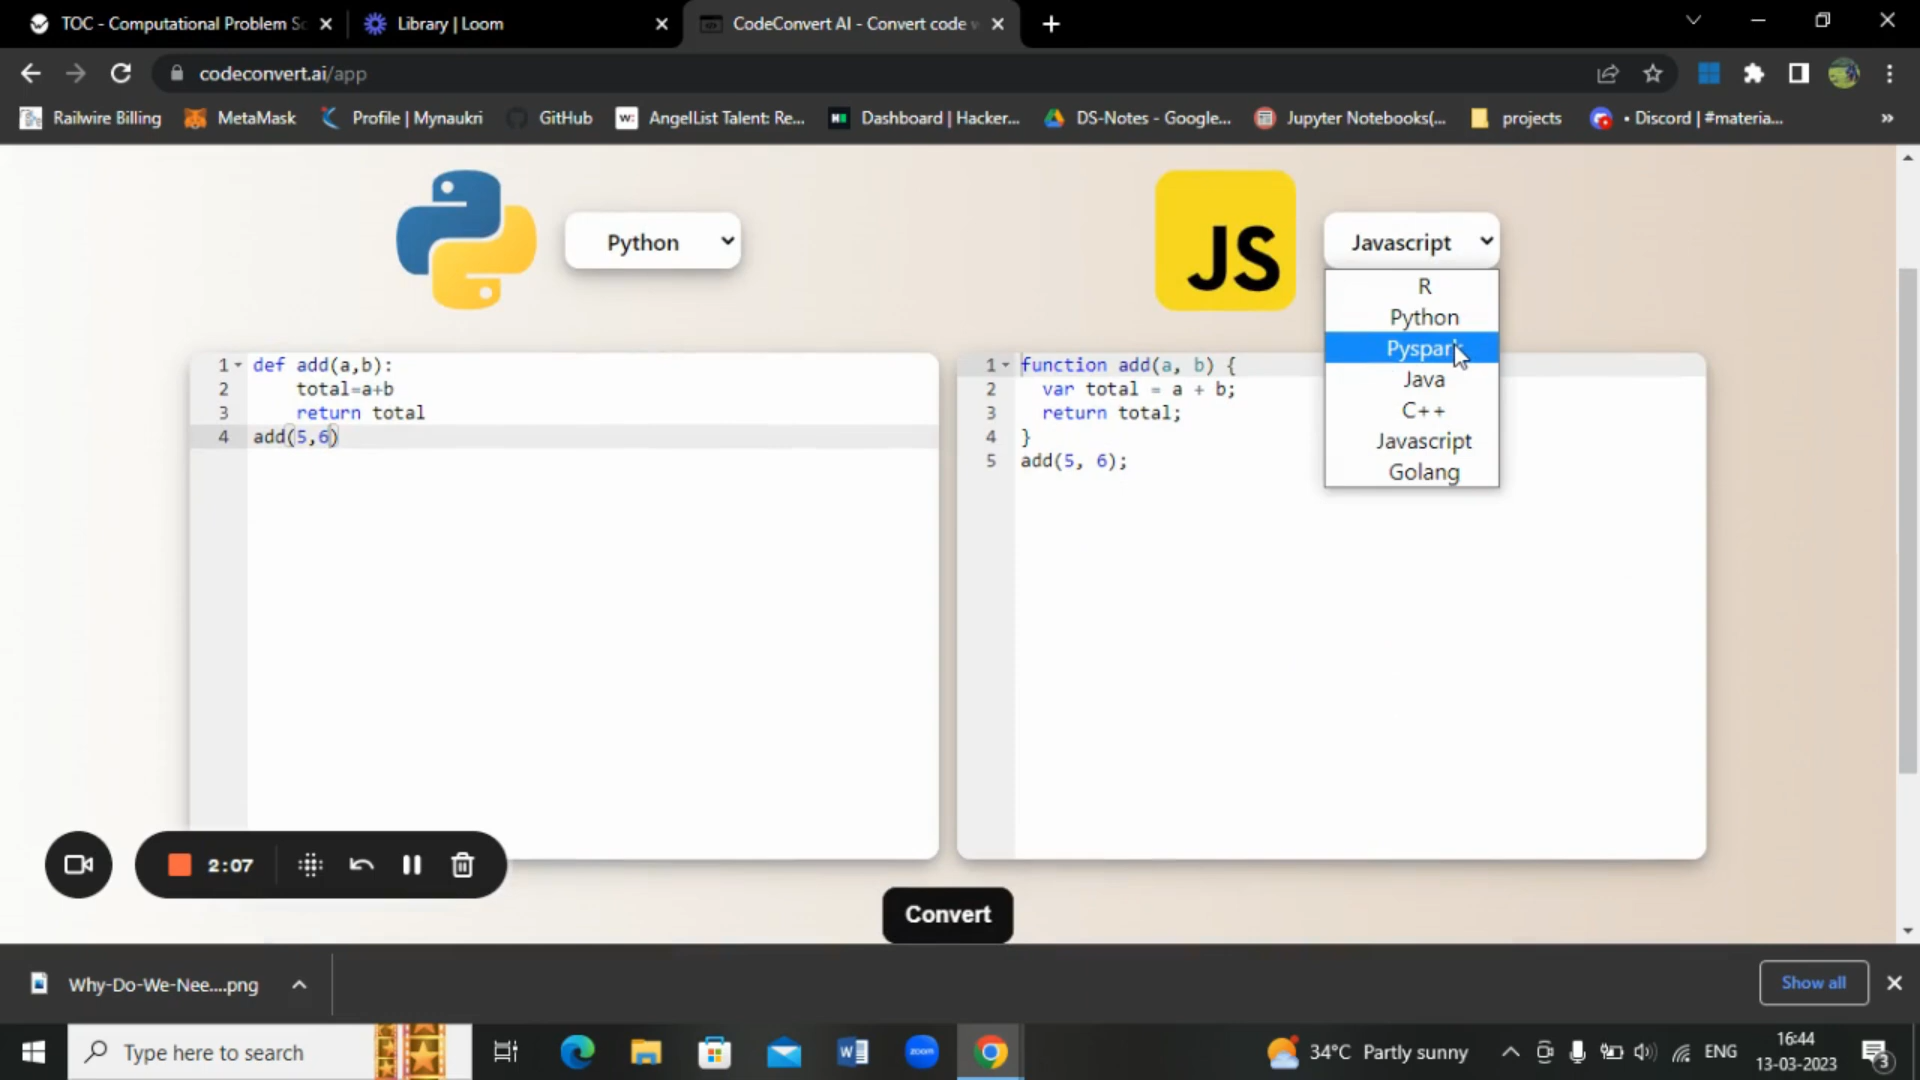 TOC - Computational Problem So
Library | Loom
CodeConvert AI - Convert code w
codeconvert.ai/app
Railwire Billing
MetaMask
Profile | Mynaukri
GitHub
W:
AngelList Talent: Re...
Dashboard | Hacker...
DS-Notes - Google...
Jupyter Notebooks(...
projects
• Discord | #materia...
»
Python
JS
Javascript
R
Python
Pyspark
Java
C++
Javascript
Golang
1 def add(a,b):
2 total=a+b
3 return total
4 add(5,6)
1 function add(a, b) {
2 var total = a + b;
3 return total;
4 }
5 add(5, 6);
2:07
Convert
Why-Do-We-Nee....png
Show all
Type here to search
W
zoom
34°C Partly sunny
ENG
16:44
13-03-2023
3